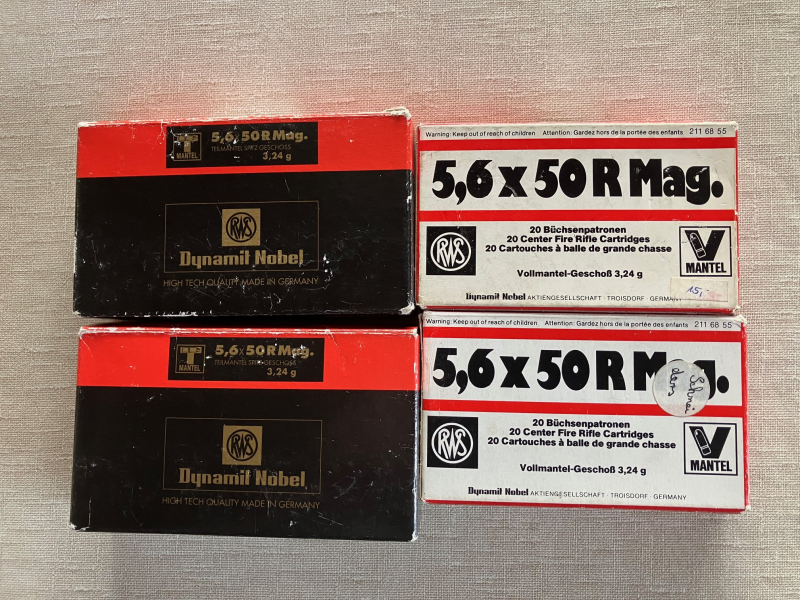 5,6x50R Mag.
TEILMANTEL SPITZ GESCHOSS
3,24 g
T
MANTEL
RWS
Dynamit Nobel
HIGH TECH QUALITY MADE IN GERMANY
Warning: Keep out of reach of children Attention: Gardez hors de la portée des enfants 211 68 55
5,6 x 50 R Mag.
20 Büchsenpatronen
20 Center Fire Rifle Cartridges
20 Cartouches à balle de grande chasse
Vollmantel-Geschoß 3,24 g
RWS
V
MANTEL
15,-
Dynamit Nobel AKTIENGESELLSCHAFT · TROISDORF · GERMANY
5,6x50R Mag.
TEILMANTEL SPITZ GESCHOSS
3,24 g
T
MANTEL
RWS
Dynamit Nobel
HIGH TECH QUALITY MADE IN GERMANY
Warning: Keep out of reach of children Attention: Gardez hors de la portée des enfants 211 68 55
5,6 x 50 R M g.
Schnei
ders
20 Büchsenpatronen
20 Center Fire Rifle Cartridges
20 Cartouches à balle de grande chasse
Vollmantel-Geschoß 3,24 g
RWS
V
MANTEL
Dynamit Nobel AKTIENGESELLSCHAFT · TROISDORF · GERMANY